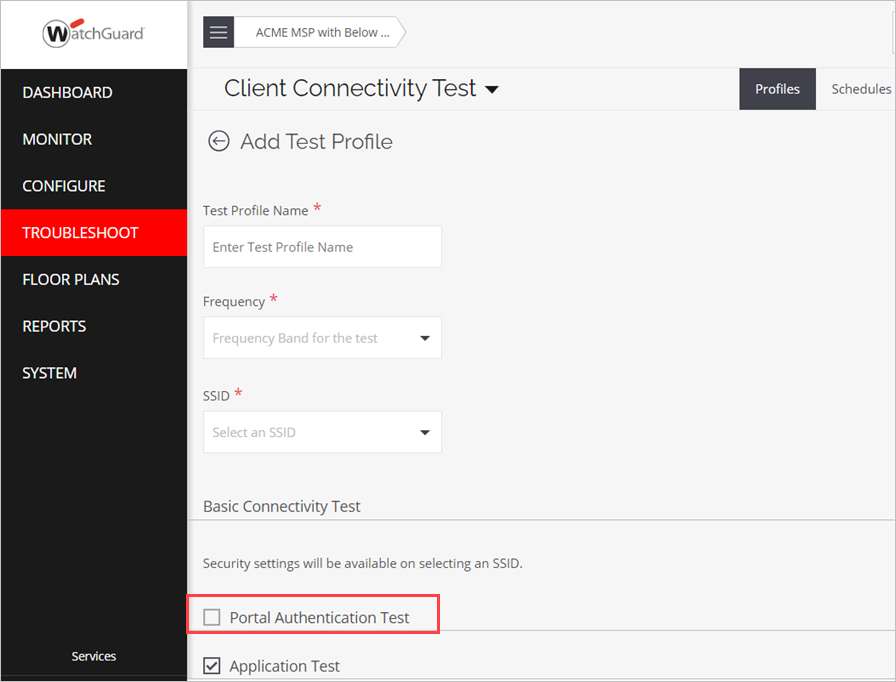 WatchGuard
ACME MSP with Below ...
Client Connectivity Test
Profiles
Schedules
DASHBOARD
MONITOR
CONFIGURE
TROUBLESHOOT
FLOOR PLANS
REPORTS
SYSTEM
Services
Add Test Profile
Test Profile Name *
Enter Test Profile Name
Frequency *
Frequency Band for the test
SSID *
Select an SSID
Basic Connectivity Test
Security settings will be available on selecting an SSID.
Portal Authentication Test
Application Test